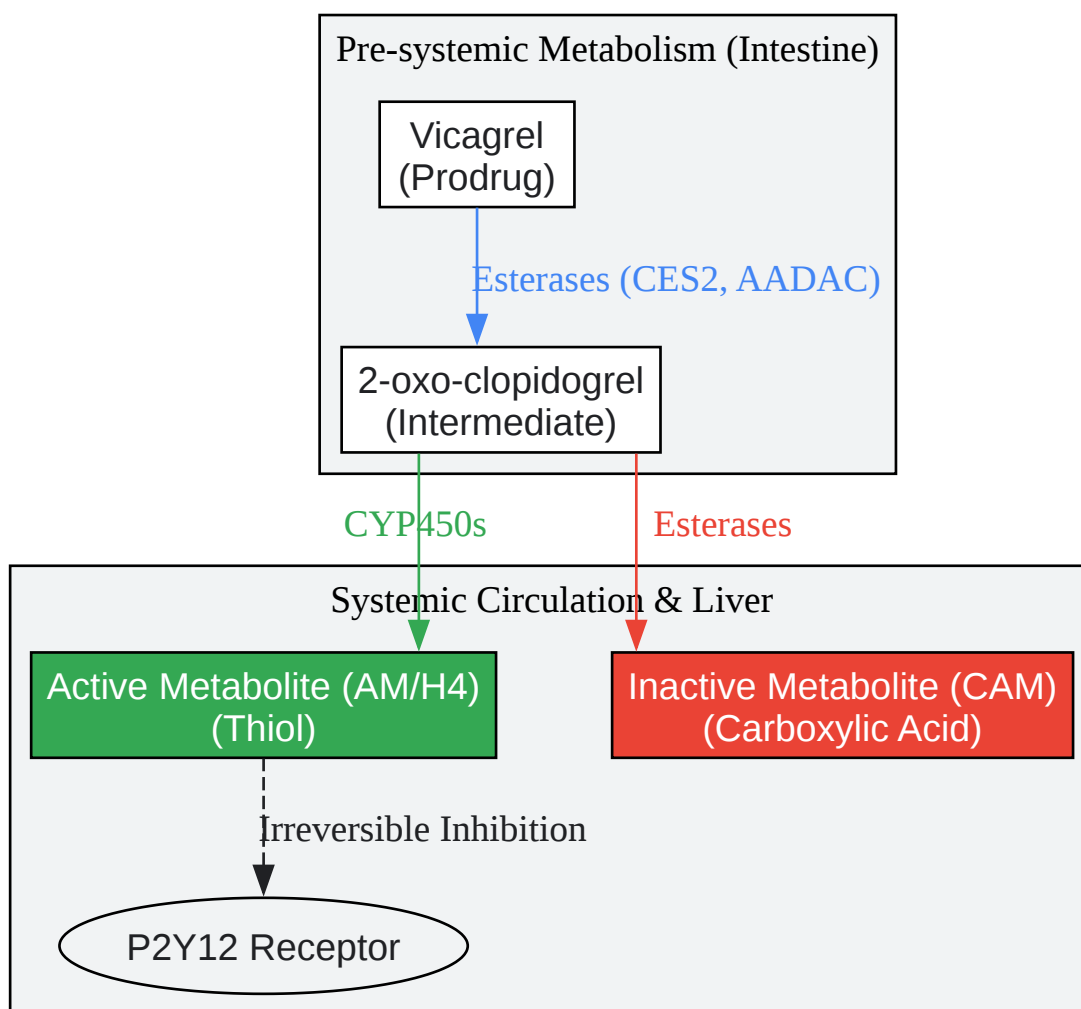 Pre-systemic Metabolism (Intestine)
Vicagrel
(Prodrug)
Esterases (CES2, AADAC)
2-oxo-clopidogrel
(Intermediate)
CYP450s
Esterases
Systemic Circulation & Liver
Active Metabolite (AM/H4)
(Thiol)
Inactive Metabolite (CAM)
(Carboxylic Acid)
Irreversible Inhibition
P2Y12 Receptor